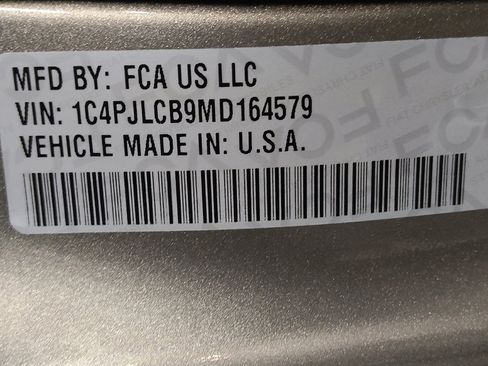 MFD BY: FCA US LLC
VIN: 1C4PJLCB9MD164579
VEHICLE MADE IN: U.S.A.